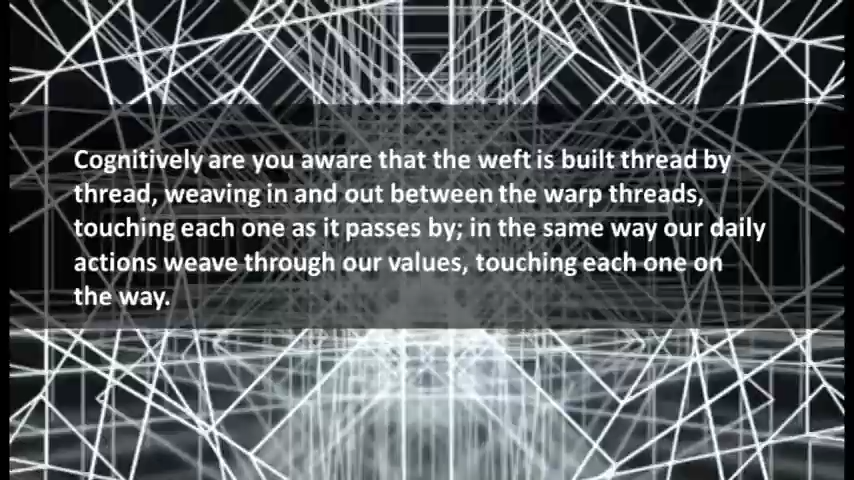 Cognitively are you aware that the weft is built thread by
thread, weaving in and out between the warp threads,
touching each one as it passes by; in the same way our daily
actions weave through our values, touching each one on
the way.